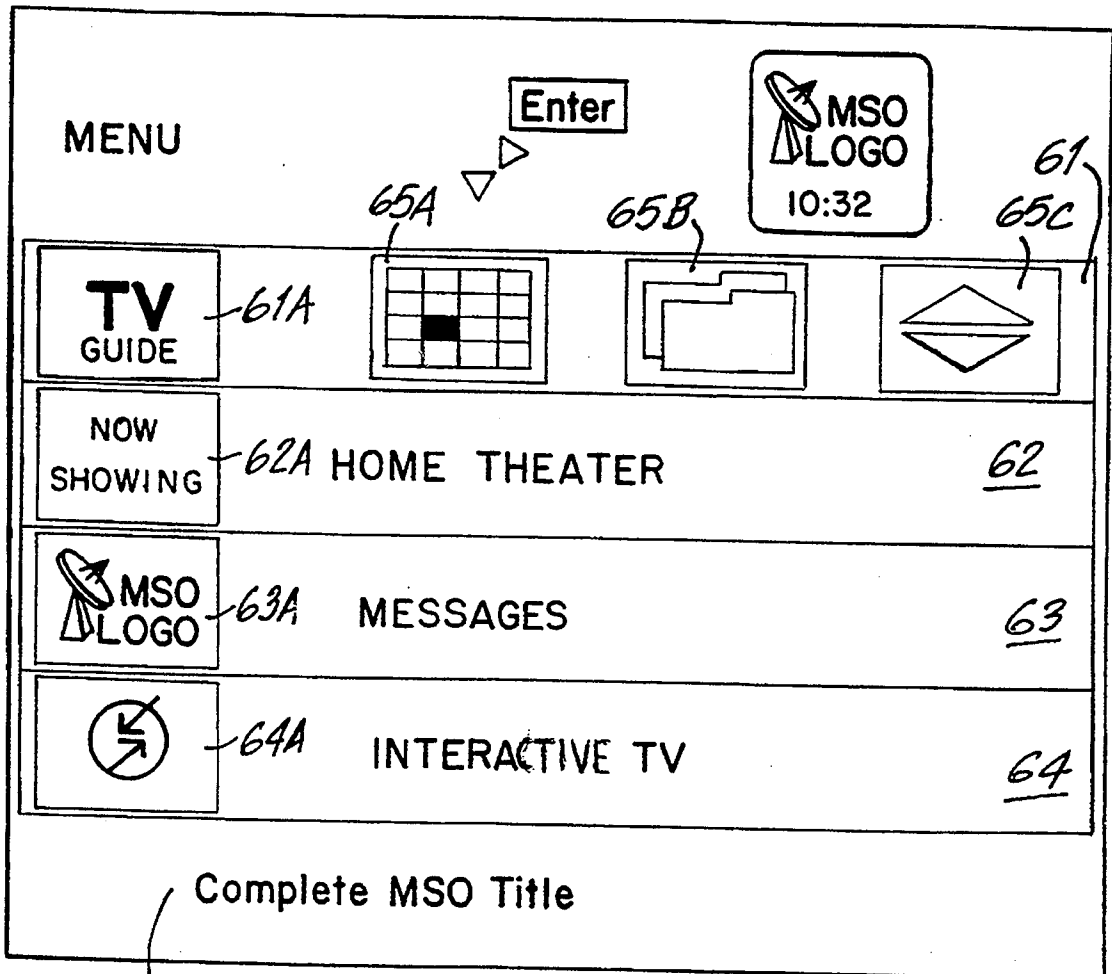 Enter
MENU
MSO
LOGO
10:32
61
65A
65B
65C
TV
GUIDE
61A
NOW
SHOWING
62A
HOME THEATER
62
MSO
LOGO
63A
MESSAGES
63
64A
INTERACTIVE TV
64
Complete MSO Title